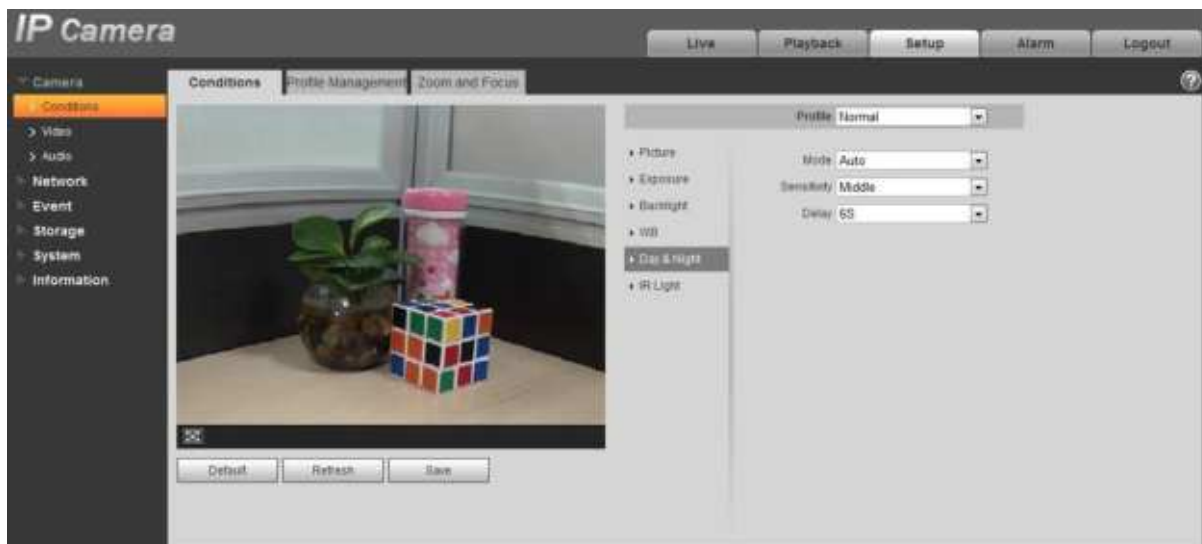 IP Camera
Live
Playback
Setup
Alarm
Logout
Camera
Conditions
Video
Audio
Network
Event
Storage
System
Information
Conditions
Profile Management
Zoom and Focus
?
Profile Normal
Picture
Exposure
Backlight
WB
Day & Night
IR Light
Mode Auto
Sensitivity Middle
Delay 6S
Default
Refresh
Save